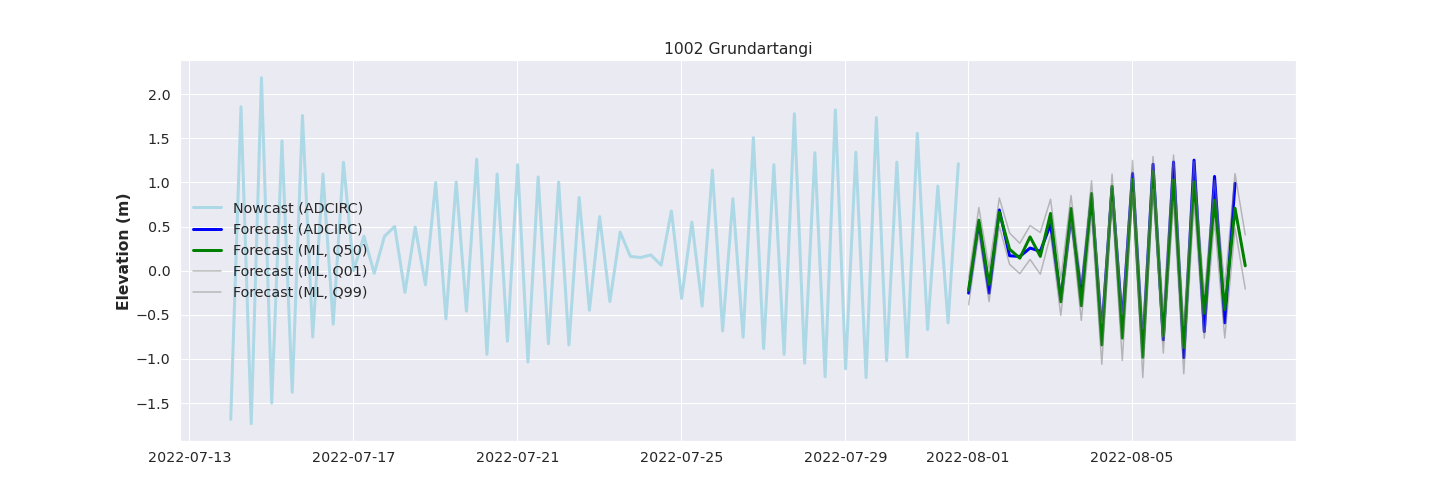 1002 Grundartangi
Elevation (m)
2.0
1.5
1.0
0.5
0.0
−0.5
−1.0
−1.5
Nowcast (ADCIRC)
Forecast (ADCIRC)
Forecast (ML, Q50)
Forecast (ML, Q01)
Forecast (ML, Q99)
2022-07-13 2022-07-17 2022-07-21 2022-07-25 2022-07-29 2022-08-01 2022-08-05